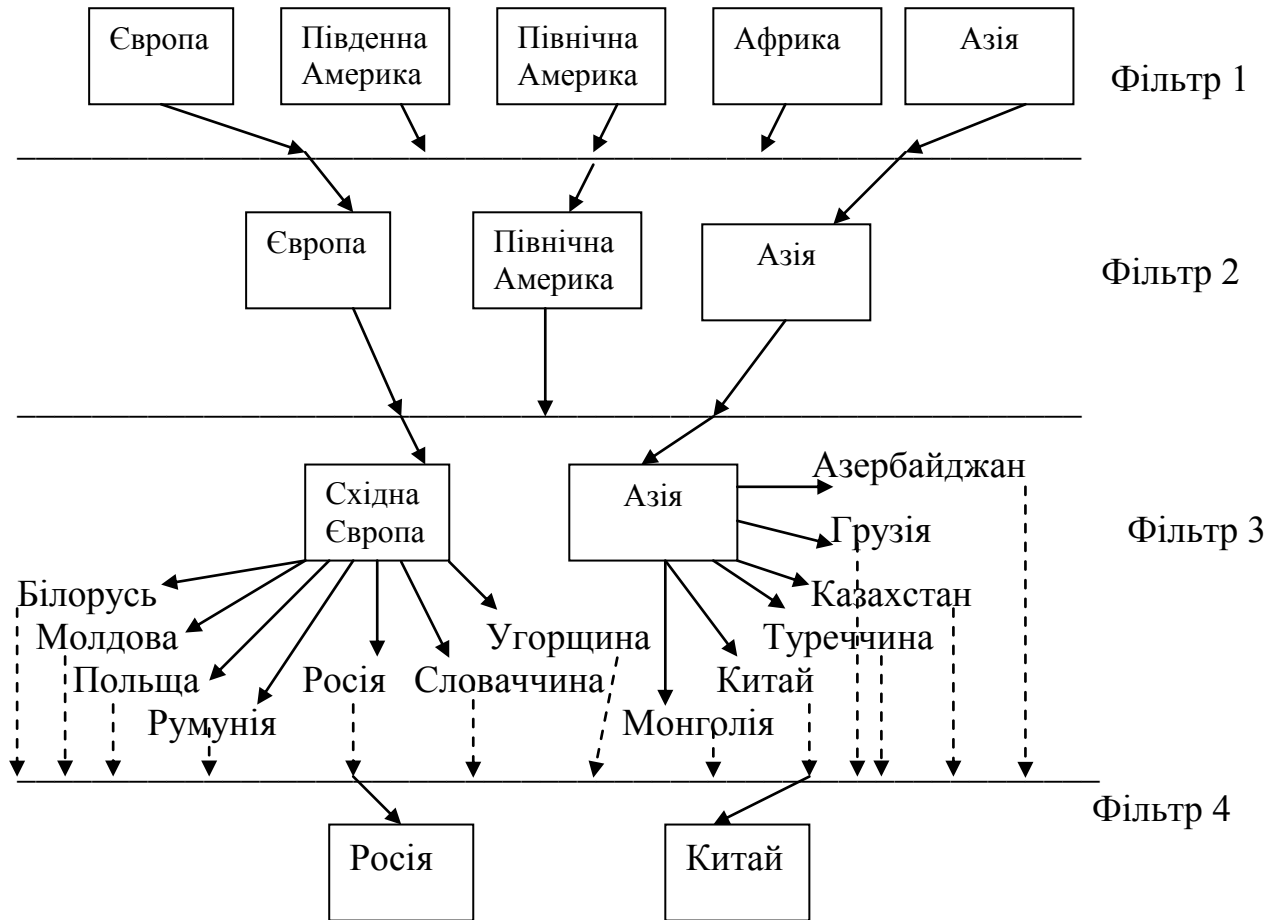 Європа
Південна
Америка
Північна
Америка
Африка
Азія
Фільтр 1
Європа
Північна
Америка
Азія
Фільтр 2
Східна
Європа
Азія
Азербайджан
Грузія
Фільтр 3
Білорусь
Казахстан
Молдова
Угорщина
Туреччина
Польща
Росія
Словаччина
Китай
Румунія
Монголія
Фільтр 4
Росія
Китай